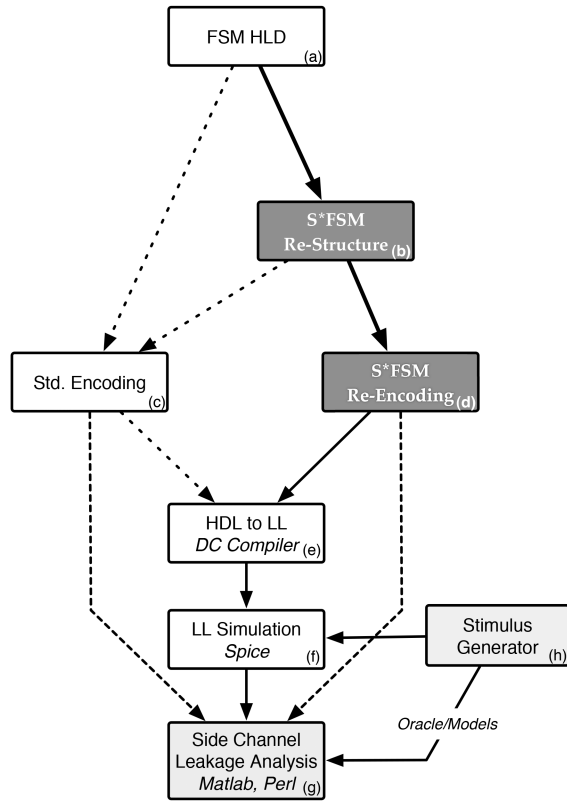 FSM HLD
(a)
S*FSM
Re-Structure (b)
Std. Encoding
(c)
S*FSM
Re-Encoding (d)
HDL to LL
DC Compiler (e)
LL Simulation
Spice (f)
Stimulus
Generator (h)
Oracle/Models
Side Channel
Leakage Analysis
Matlab, Perl (g)